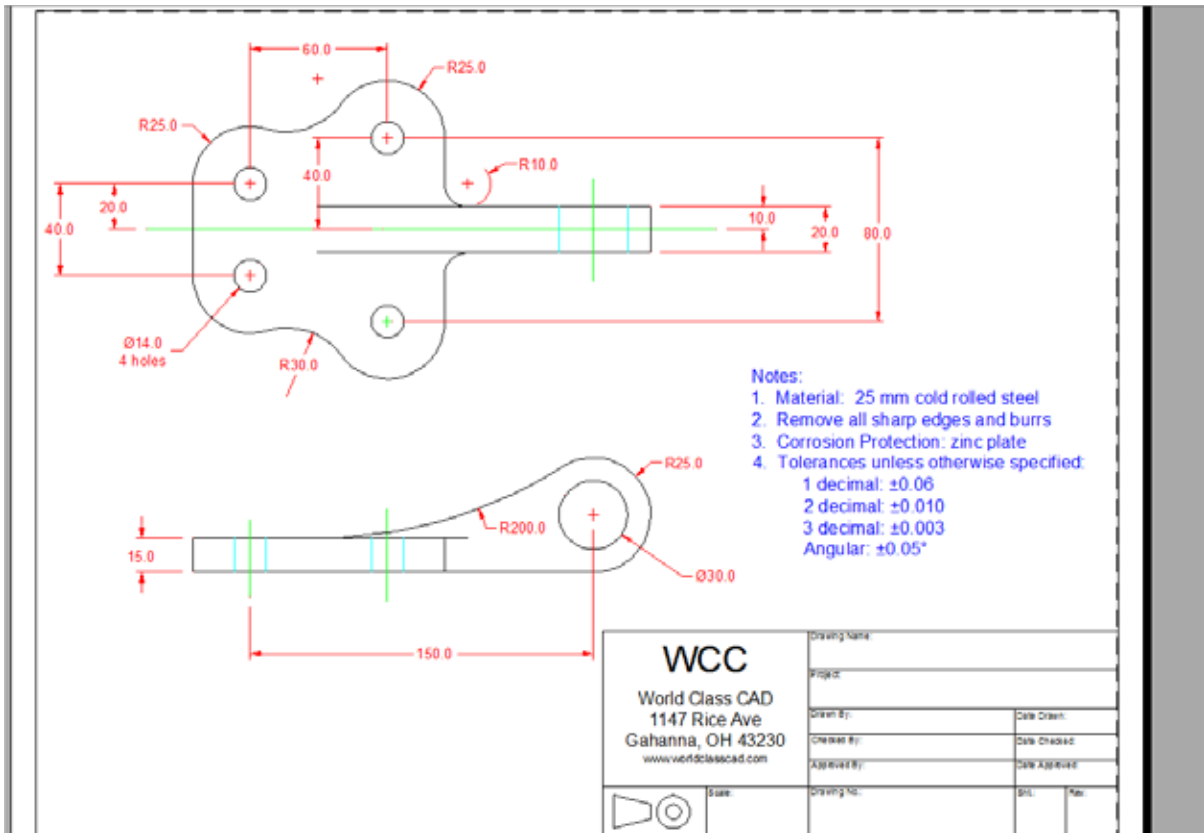 60.0
R25.0
R25.0
R10.0
40.0
20.0
40.0
10.0
20.0
80.0
Ø14.0
4 holes
R30.0
Notes:
1. Material: 25 mm cold rolled steel
2. Remove all sharp edges and burrs
3. Corrosion Protection: zinc plate
4. Tolerances unless otherwise specified:
1 decimal: ±0.06
2 decimal: ±0.010
3 decimal: ±0.003
Angular: ±0.05°
R25.0
R200.0
15.0
Ø30.0
150.0
WCC
World Class CAD
1147 Rice Ave
Gahanna, OH 43230
www.worldclasscad.com
Drawing Name:
Project:
Drawn By:
Date Drawn:
Checked By:
Date Checked:
Approved By:
Date Approved:
Scale:
Drawing No.:
Sht.:
Rev.: